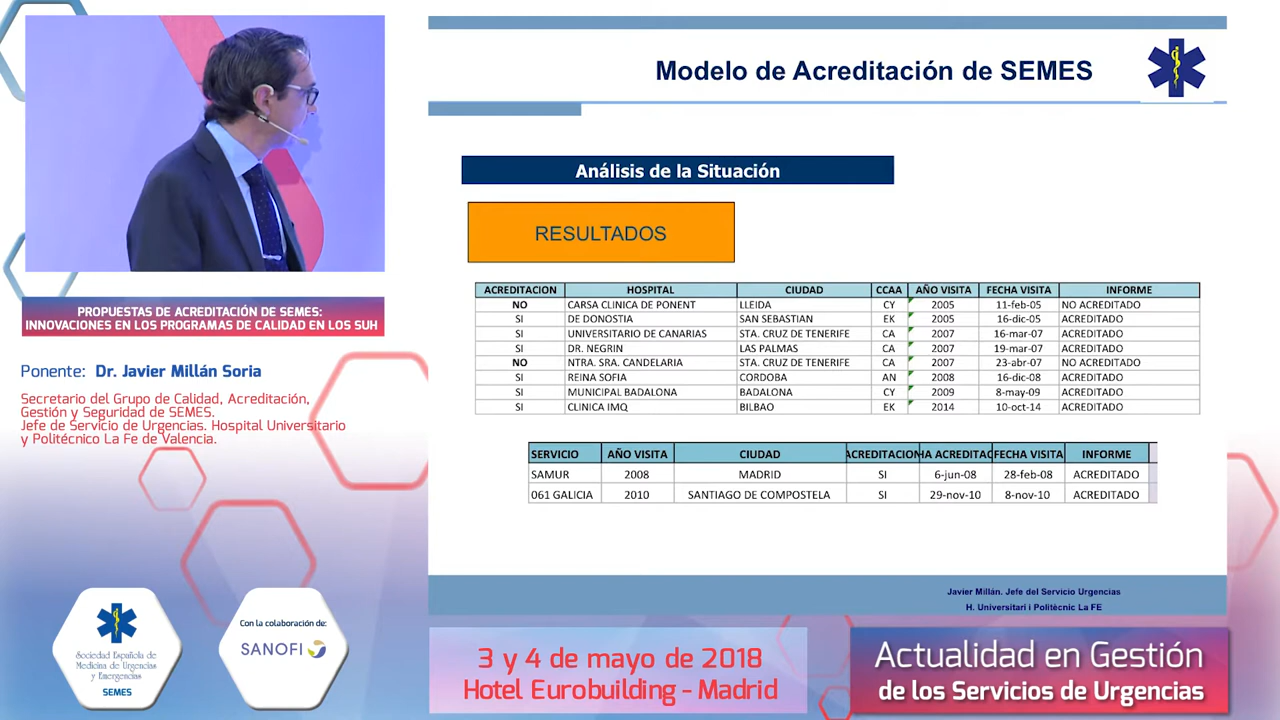 Modelo de Acreditación de SEMES
Análisis de la Situación
RESULTADOS
ACREDITACION HOSPITAL CIUDAD CCAA AÑO VISITA FECHA VISITA INFORME
NO CARSA CLINICA DE PONENT LLEIDA CY 2005 11-feb-05 NO ACREDITADO
SI DE DONOSTIA SAN SEBASTIAN EK 2005 16-dic-05 ACREDITADO
SI UNIVERSITARIO DE CANARIAS STA. CRUZ DE TENERIFE CA 2007 16-mar-07 ACREDITADO
SI DR. NEGRIN LAS PALMAS CA 2007 19-mar-07 ACREDITADO
NO NTRA. SRA. CANDELARIA STA. CRUZ DE TENERIFE CA 2007 23-abr-07 NO ACREDITADO
SI REINA SOFIA CORDOBA AN 2008 16-dic-08 ACREDITADO
SI MUNICIPAL BADALONA BADALONA CY 2009 8-may-09 ACREDITADO
SI CLINICA IMQ BILBAO EK 2014 10-oct-14 ACREDITADO
SERVICIO AÑO VISITA CIUDAD ACREDITACION HA ACREDITAC FECHA VISITA INFORME
SAMUR 2008 MADRID SI 6-jun-08 28-feb-08 ACREDITADO
061 GALICIA 2010 SANTIAGO DE COMPOSTELA SI 29-nov-10 8-nov-10 ACREDITADO
Javier Millán. Jefe del Servicio Urgencias
H. Universitari i Politècnic La FE
PROPUESTAS DE ACREDITACIÓN DE SEMES:
INNOVACIONES EN LOS PROGRAMAS DE CALIDAD EN LOS SUH
Ponente: Dr. Javier Millán Soria
Secretario del Grupo de Calidad, Acreditación,
Gestión y Seguridad de SEMES.
Jefe de Servicio de Urgencias. Hospital Universitario
y Politécnico La Fe de Valencia.
Sociedad Española de
Medicina de Urgencias
y Emergencias
SEMES
Con la colaboración de:
SANOFI
3 y 4 de mayo de 2018
Hotel Eurobuilding - Madrid
Actualidad en Gestión
de los Servicios de Urgencias